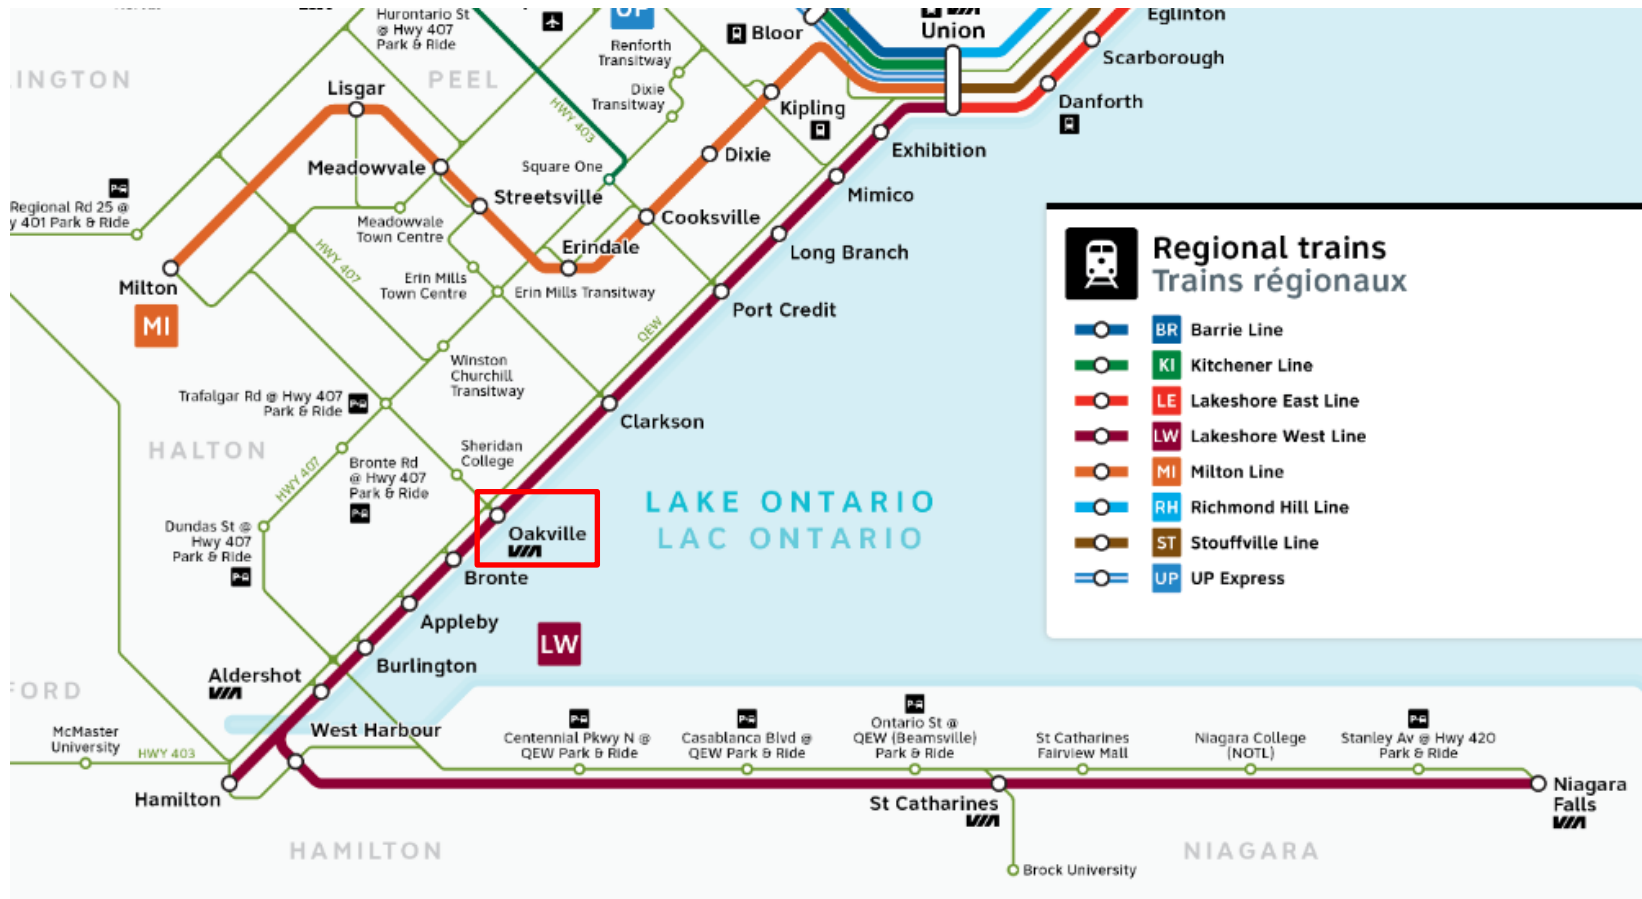 Hurontario St
@ Hwy 407
Park & Ride
UP
Renforth
Transitway
Dixie
Transitway
Bloor
VIA
Union
Eglinton
Scarborough
Danforth
INGTON
PEEL
Lisgar
HWY 403
Kipling
Dixie
Exhibition
Mimico
Meadowvale
Square One
Streetsville
Cooksville
Long Branch
Regional Rd 25 @
y 401 Park & Ride
P
Meadowvale
Town Centre
Erindale
HWY 407
Erin Mills
Town Centre
Erin Mills Transitway
Port Credit
Milton
MI
QEW
Winston
Churchill
Transitway
Trafalgar Rd @ Hwy 407
Park & Ride
P
Clarkson
HALTON
Sheridan
College
HWY 407
Bronte Rd
@ Hwy 407
Park & Ride
P
Dundas St @
Hwy 407
Park & Ride
P
Oakville
VIA
Bronte
LAKE ONTARIO
LAC ONTARIO
Appleby
LW
Burlington
Aldershot
VIA
FORD
West Harbour
McMaster
University
HWY 403
Hamilton
P
Centennial Pkwy N @
QEW Park & Ride
P
Casablanca Blvd @
QEW Park & Ride
P
Ontario St @
QEW (Beamsville)
Park & Ride
St Catharines
Fairview Mall
Niagara College
(NOTL)
P
Stanley Av @ Hwy 420
Park & Ride
St Catharines
VIA
Niagara
Falls
VIA
HAMILTON
NIAGARA
Brock University
Regional trains
Trains régionaux
BR Barrie Line
KI Kitchener Line
LE Lakeshore East Line
LW Lakeshore West Line
MI Milton Line
RH Richmond Hill Line
ST Stouffville Line
UP UP Express